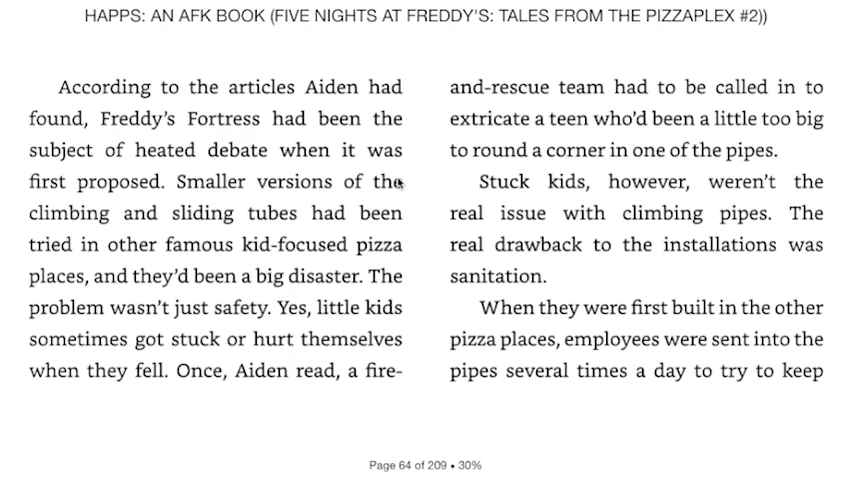 HAPPS: AN AFK BOOK (FIVE NIGHTS AT FREDDY'S: TALES FROM THE PIZZAPLEX #2))
According to the articles Aiden had
found, Freddy's Fortress had been the
subject of heated debate when it was
first proposed. Smaller versions of the
climbing and sliding tubes had been
tried in other famous kid-focused pizza
places, and they'd been a big disaster. The
problem wasn't just safety. Yes, little kids
sometimes got stuck or hurt themselves
when they fell. Once, Aiden read, a fire-
and-rescue team had to be called in to
extricate a teen who'd been a little too big
to round a corner in one of the pipes.
Stuck kids, however, weren't the
real issue with climbing pipes. The
real drawback to the installations was
sanitation.
When they were first built in the other
pizza places, employees were sent into the
pipes several times a day to try to keep
Page 64 of 209 • 30%